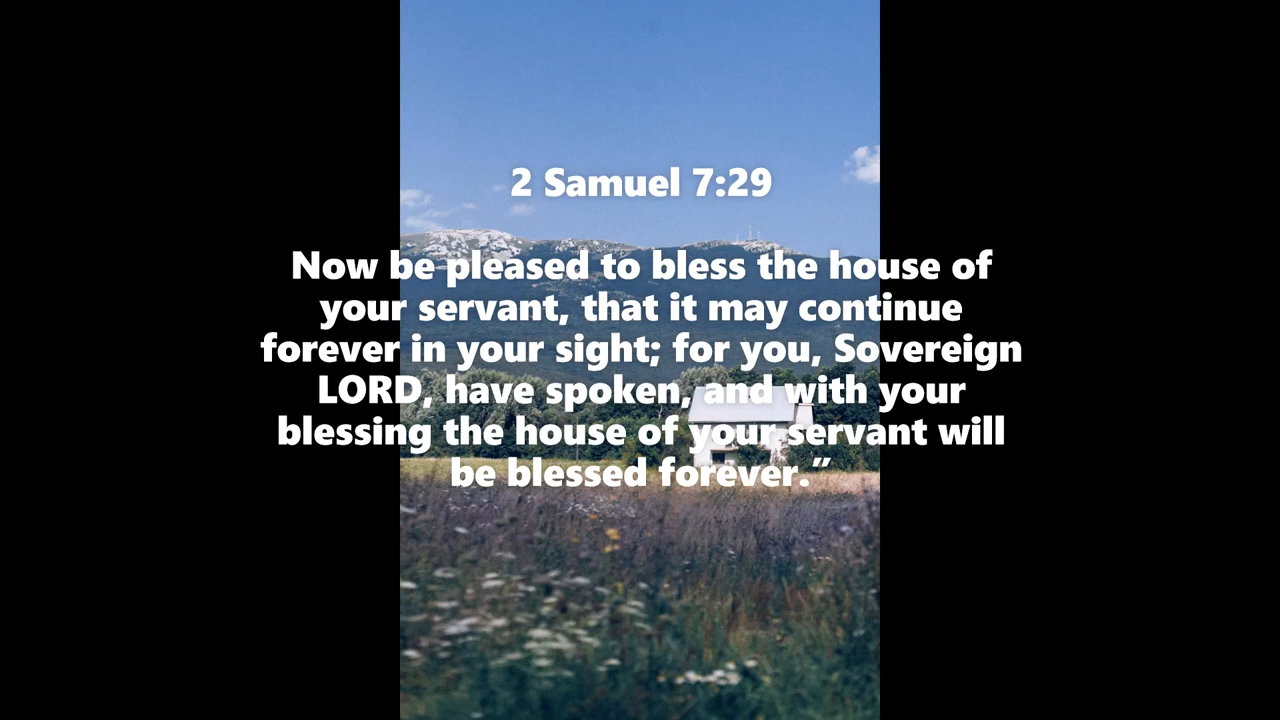 2 Samuel 7:29
Now be pleased to bless the house of
your servant, that it may continue
forever in your sight; for you, Sovereign
LORD, have spoken, and with your
blessing the house of your servant will
be blessed forever.”